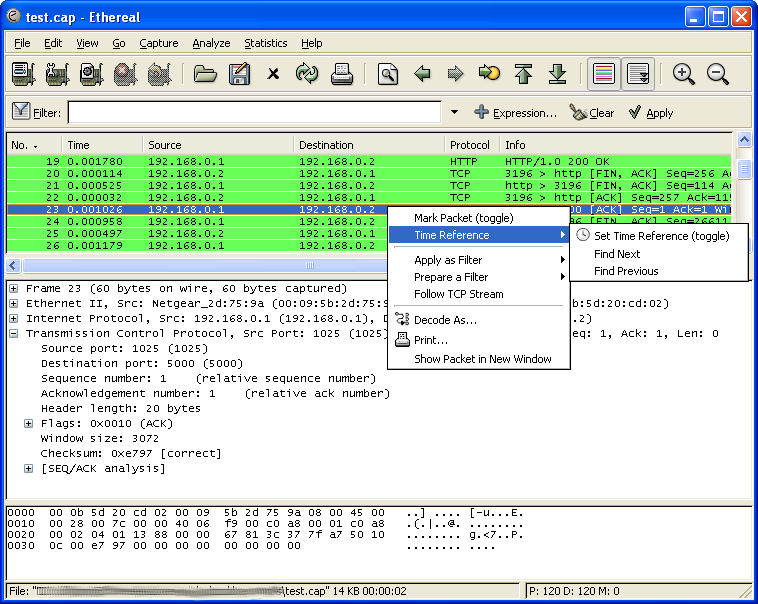 test.cap - Ethereal
File Edit View Go Capture Analyze Statistics Help
Filter: Expression... Clear Apply
No. Time Source Destination Protocol Info
19 0.001780 192.168.0.1 192.168.0.2 HTTP HTTP/1.0 200 OK
20 0.000114 192.168.0.2 192.168.0.1 TCP 3196 > http [FIN, ACK] Seq=256 A
21 0.000525 192.168.0.1 192.168.0.2 TCP http > 3196 [FIN, ACK] Seq=114 A
22 0.000032 192.168.0.2 192.168.0.1 TCP 3196 > http [ACK] Seq=257 Ack=115
23 0.001026 192.168.0.1 192.168.0.2 00 [ACK] Seq=1 Ack=1 Wi
24 0.000958 192.168.0.1 [FIN, ACK] Seq=26611
25 0.000497 192.168.0.2
26 0.001179 192.168.0.1
Mark Packet (toggle)
Time Reference
Apply as Filter
Prepare a Filter
Follow TCP Stream
Decode As...
Print...
Show Packet in New Window
Set Time Reference (toggle)
Find Next
Find Previous
Frame 23 (60 bytes on wire, 60 bytes captured)
Ethernet II, Src: Netgear_2d:75:9a (00:09:5b:2d:75:9a) b:5d:20:cd:02)
Internet Protocol, Src: 192.168.0.1 (192.168.0.1), D .2)
Transmission Control Protocol, Src Port: 1025 (1025) eq: 1, Ack: 1, Len: 0
Source port: 1025 (1025)
Destination port: 5000 (5000)
Sequence number: 1 (relative sequence number)
Acknowledgement number: 1 (relative ack number)
Header length: 20 bytes
Flags: 0x0010 (ACK)
Window size: 3072
Checksum: 0xe797 [correct]
[SEQ/ACK analysis]
0000 00 0b 5d 20 cd 02 00 09 5b 2d 75 9a 08 00 45 00 ..] .... [-u...E.
0010 00 28 00 7c 00 00 40 06 f9 00 c0 a8 00 01 c0 a8 .(.|..@. ........
0020 00 02 04 01 13 88 00 00 67 81 3c 37 7f a7 50 10 ........ g.<7..P.
0030 0c 00 e7 97 00 00 00 00 00 00 00 00 ........ ....
File: " \test.cap" 14 KB 00:00:02 P: 120 D: 120 M: 0